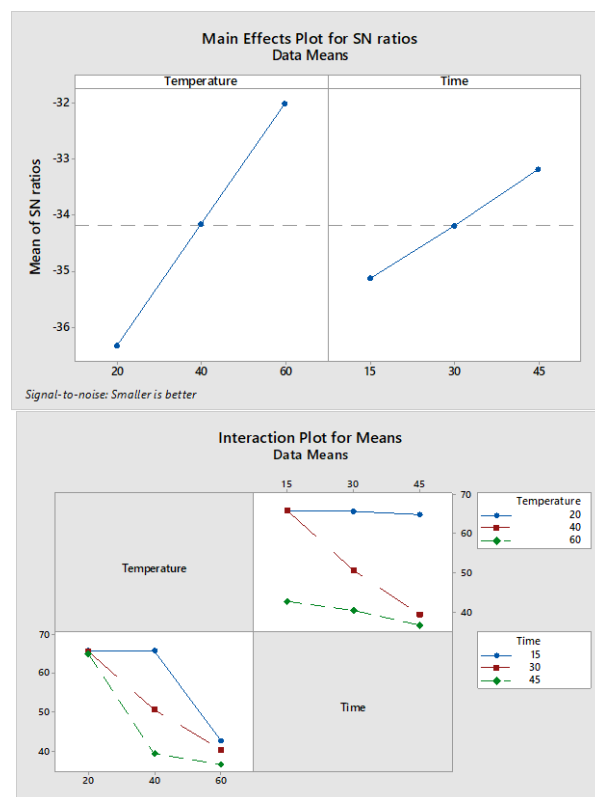 Main Effects Plot for SN ratios
Data Means
Temperature Time
Mean of SN ratios
-32
-33
-34
-35
-36
20 40 60 15 30 45
Signal-to-noise: Smaller is better
Interaction Plot for Means
Data Means
15 30 45
Temperature
70
60
50
40
Temperature
20
40
60
70
60
50
40
Time
Time
15
30
45
20 40 60